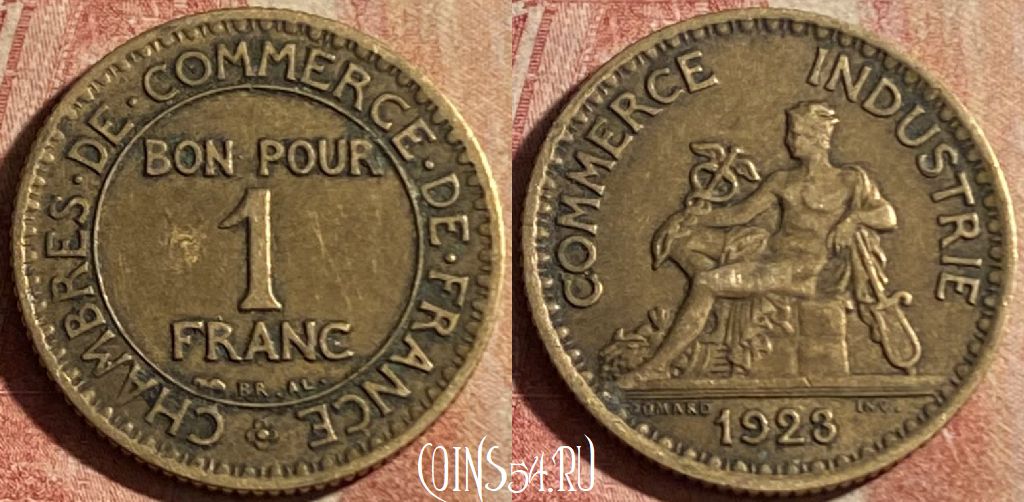 CHAMBRES · DE · COMMERCE · DE · FRANCE
BON POUR
1
FRANC
BR. AL.
COMMERCE INDUSTRIE
DOMARD INV.
1923
COINS54.RU